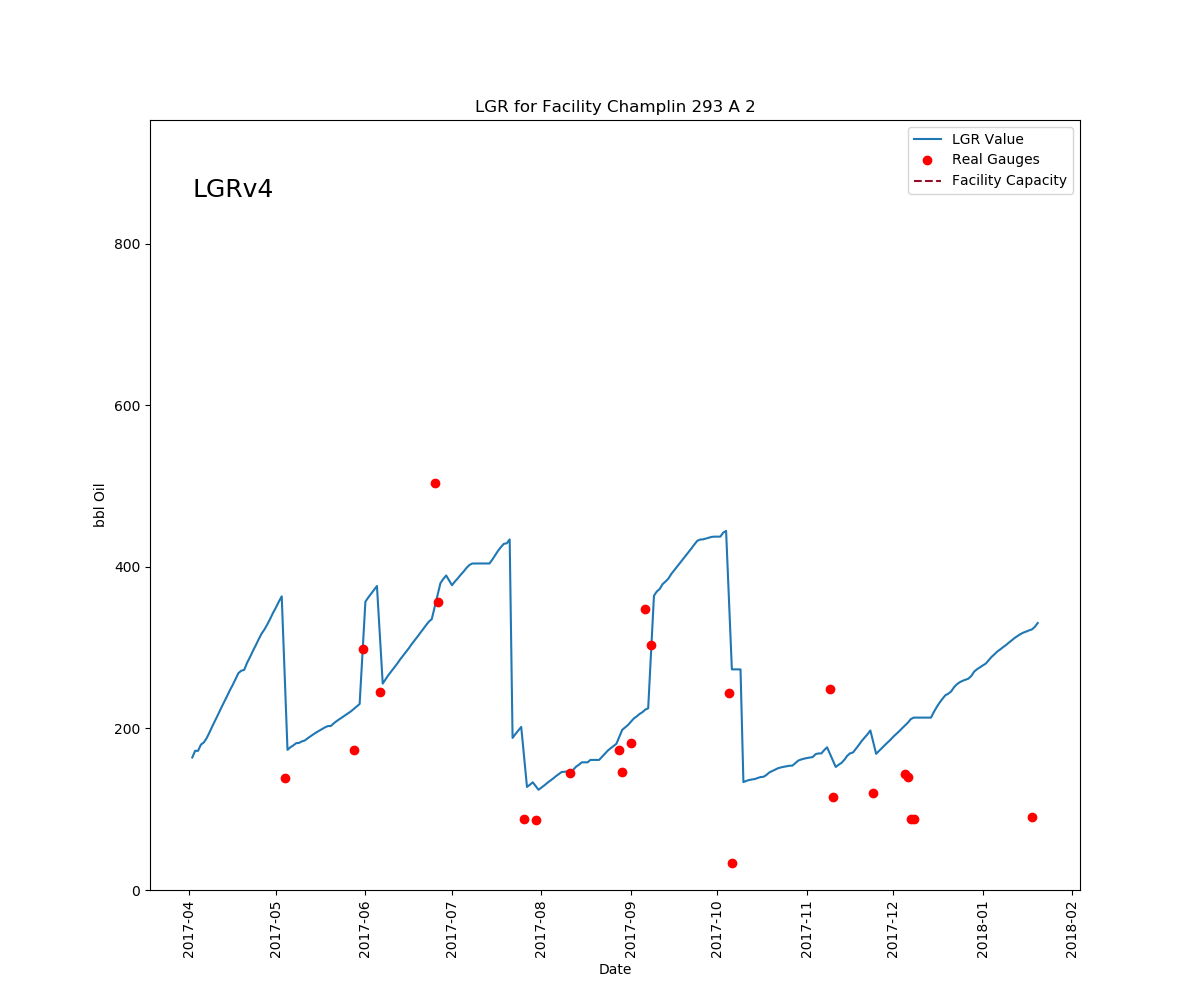 LGR for Facility Champlin 293 A 2
LGR Value
Real Gauges
Facility Capacity
LGRv4
800
600
400
200
0
bbl Oil
2017-04
2017-05
2017-06
2017-07
2017-08
2017-09
2017-10
2017-11
2017-12
2018-01
2018-02
Date